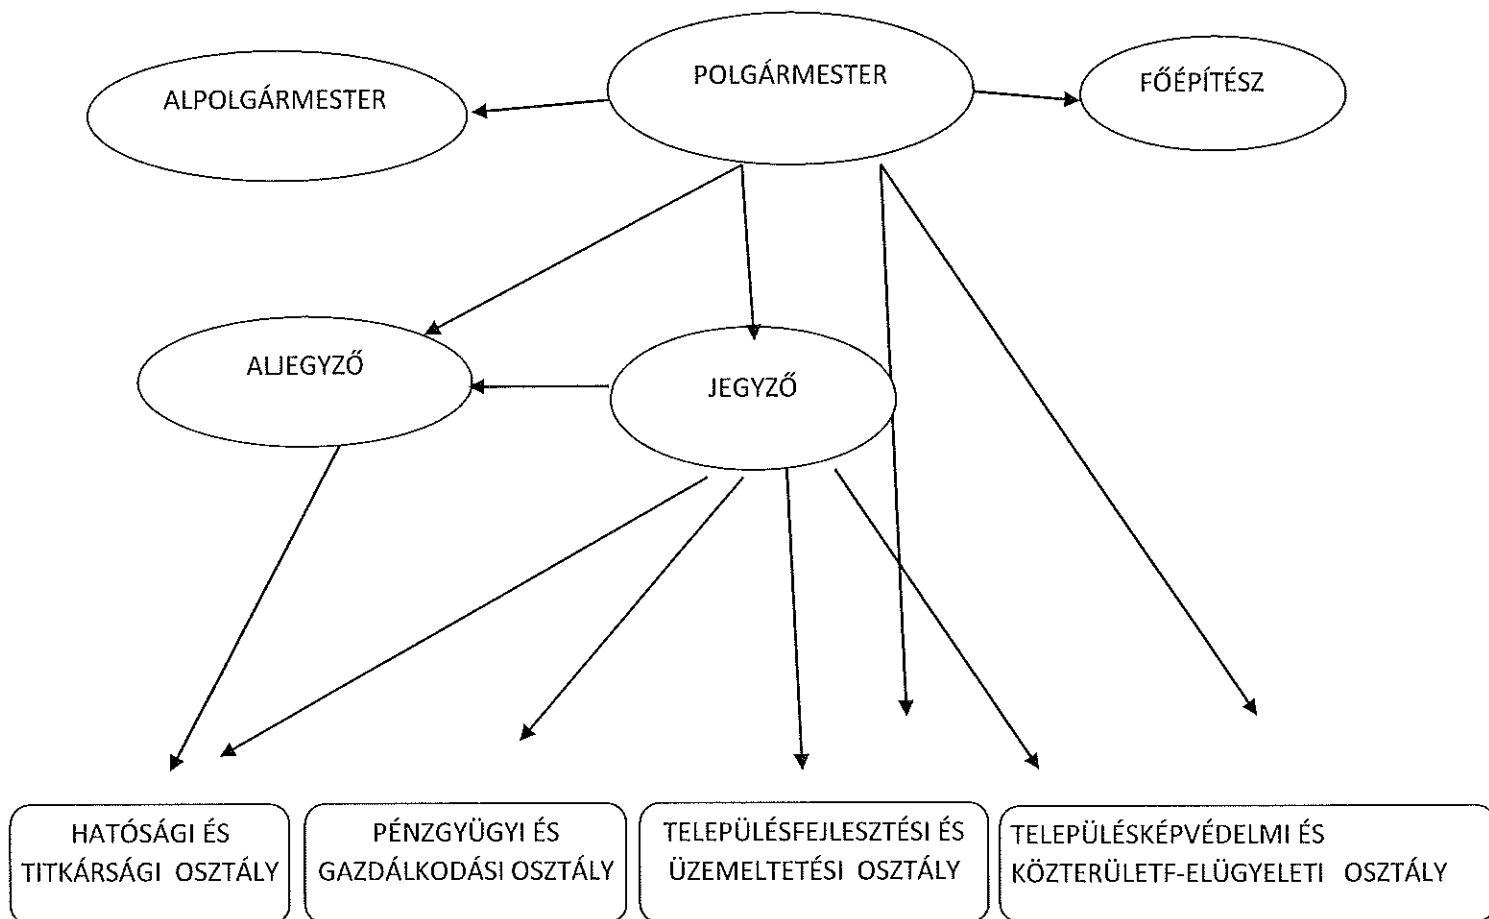 ALPOLGÁRMESTER
POLGÁRMESTER
FŐÉPÍTÉSZ
ALJEGYZŐ
JEGYZŐ
HATÓSÁGI ÉS
TITKÁRSÁGI OSZTÁLY
PÉNZGYÜGYI ÉS
GAZDÁLKODÁSI OSZTÁLY
TELEPÜLÉSFEJLESZTÉSI ÉS
ÜZEMELTETÉSI OSZTÁLY
TELEPÜLÉSKÉPVÉDELMI ÉS
KÖZTERÜLETF-ELÜGYELETI OSZTÁLY